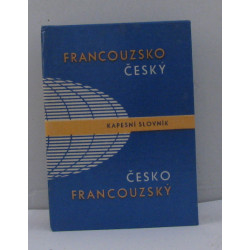 FRANCOUZSKO
ČESKÝ
KAPESNÍ SLOVNÍK
ČESKO
FRANCOUZSKÝ